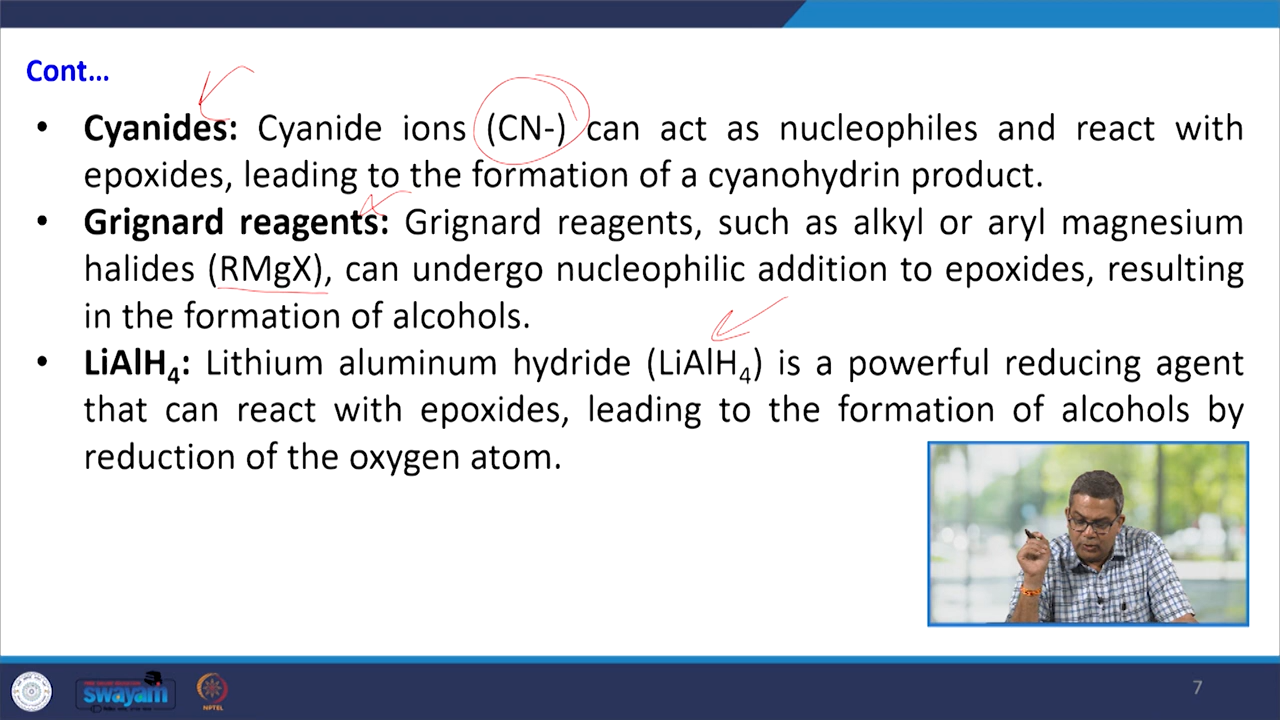 Cont...
• Cyanides: Cyanide ions (CN-) can act as nucleophiles and react with
epoxides, leading to the formation of a cyanohydrin product.
• Grignard reagents: Grignard reagents, such as alkyl or aryl magnesium
halides (RMgX), can undergo nucleophilic addition to epoxides, resulting
in the formation of alcohols.
• LiAlH₄: Lithium aluminum hydride (LiAlH₄) is a powerful reducing agent
that can react with epoxides, leading to the formation of alcohols by
reduction of the oxygen atom.
swayam
NPTEL
7